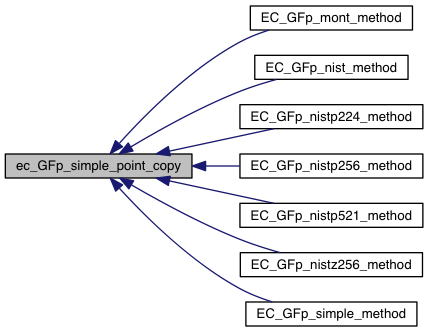 EC_GFp_mont_method
EC_GFp_nist_method
EC_GFp_nistp224_method
ec_GFp_simple_point_copy
EC_GFp_nistp256_method
EC_GFp_nistp521_method
EC_GFp_nistz256_method
EC_GFp_simple_method